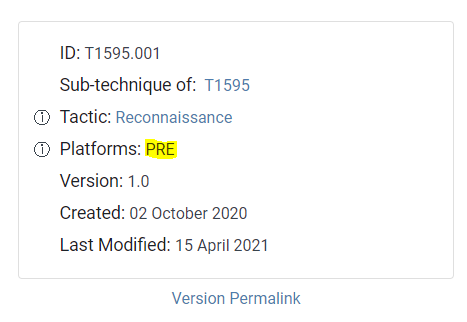 ID: T1595.001
Sub-technique of: T1595
ⓘ Tactic: Reconnaissance
ⓘ Platforms: PRE
Version: 1.0
Created: 02 October 2020
Last Modified: 15 April 2021
Version Permalink